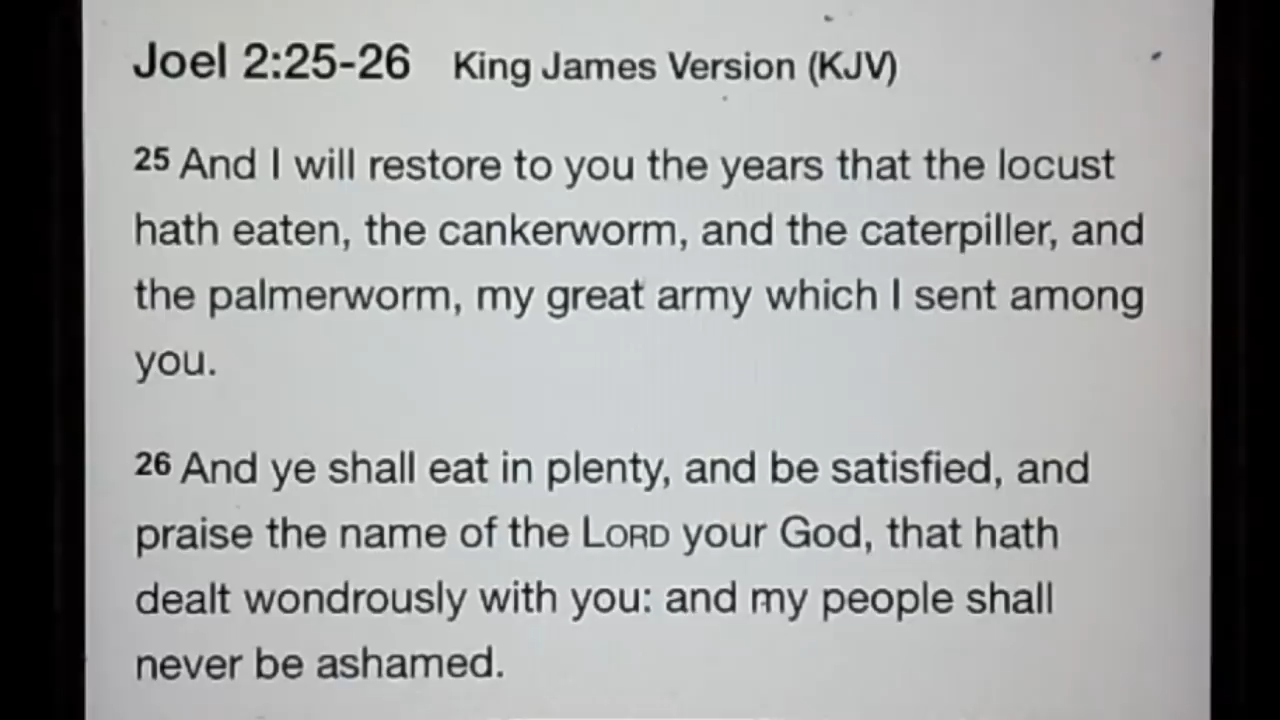 Joel 2:25-26 King James Version (KJV)
25 And I will restore to you the years that the locust
hath eaten, the cankerworm, and the caterpiller, and
the palmerworm, my great army which I sent among
you.
26 And ye shall eat in plenty, and be satisfied, and
praise the name of the LORD your God, that hath
dealt wondrously with you: and my people shall
never be ashamed.